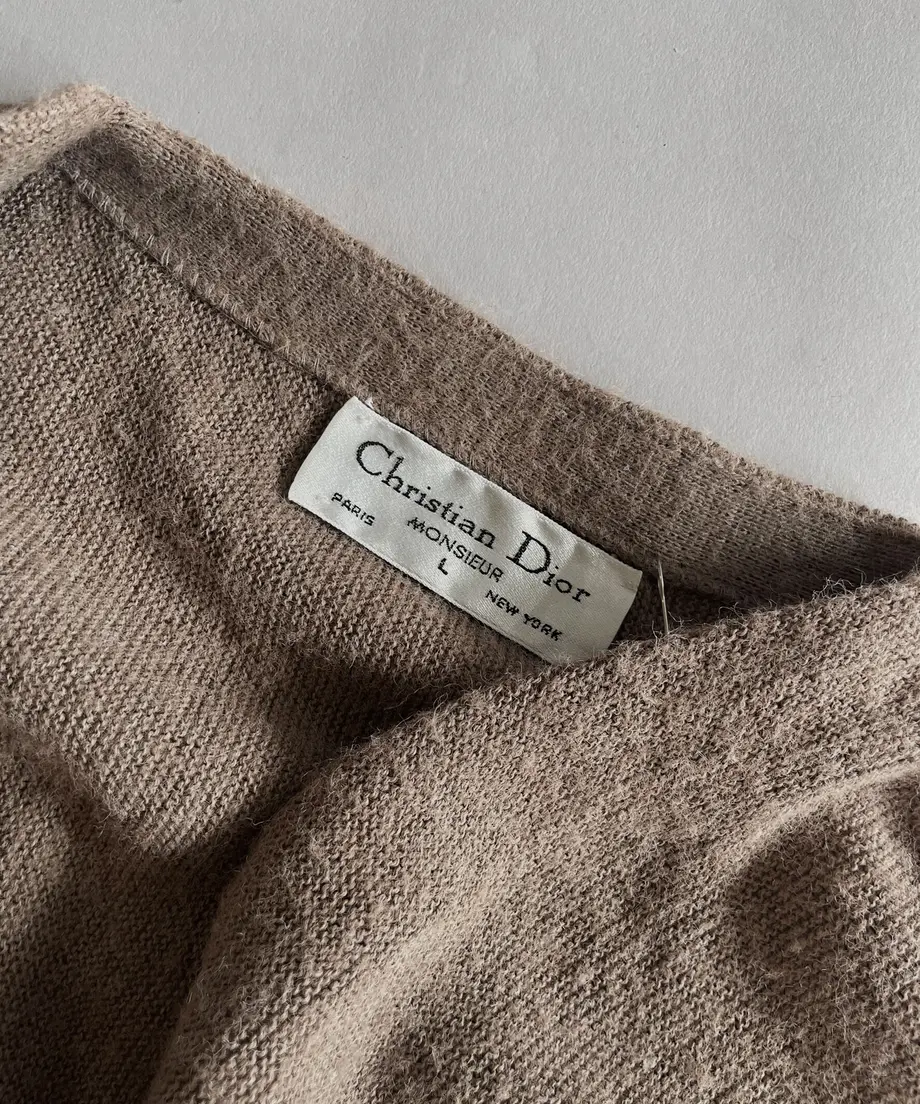 Christian Dior
MONSIEUR
PARIS L NEW YORK